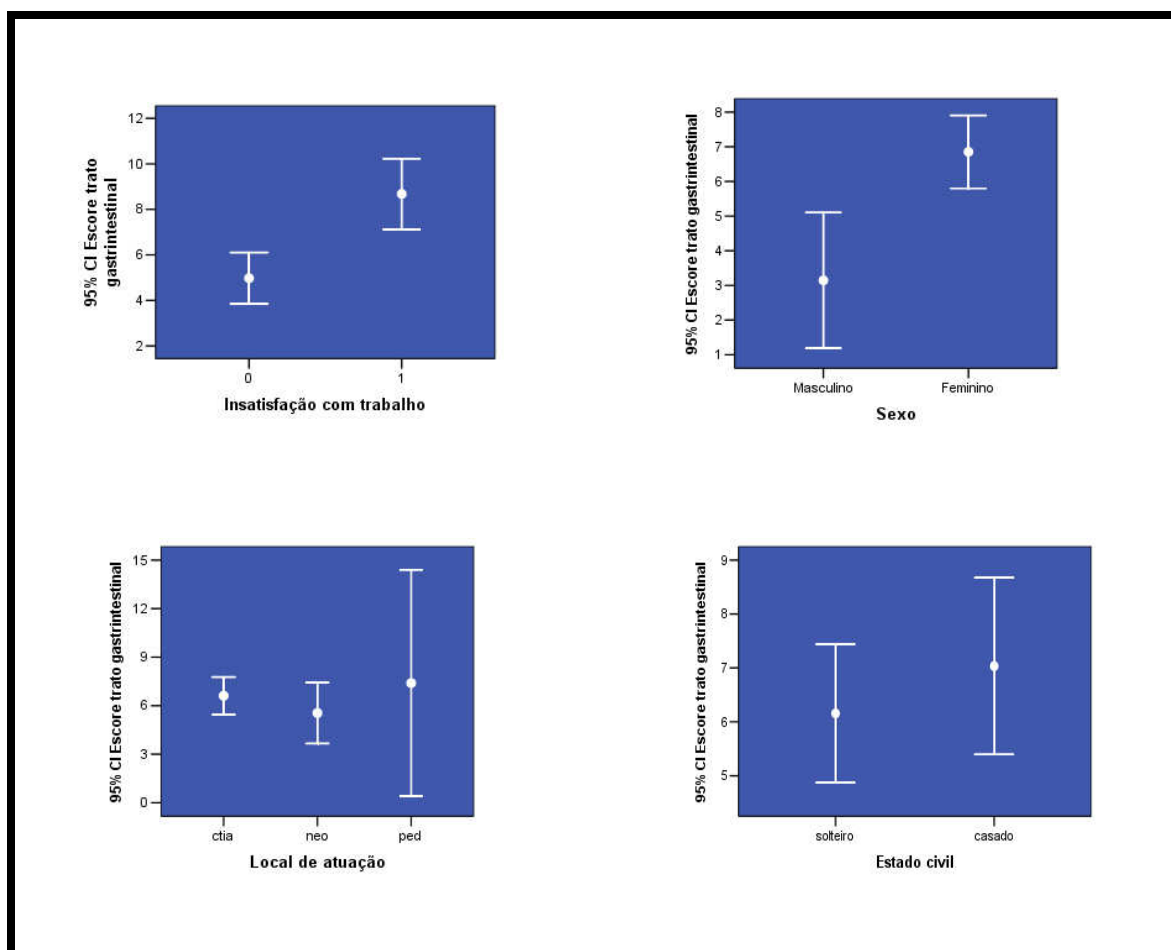 95% CI Escore trato
gastrintestinal
12
10
8
6
4
2
0 1
Insatisfação com trabalho
95% CI Escore trato gastrintestinal
8
7
6
5
4
3
2
1
Masculino Feminino
Sexo
95% CI Escore trato gastrintestinal
15
12
9
6
3
0
ctia neo ped
Local de atuação
95% CI Escore trato gastrintestinal
9
8
7
6
5
solteiro casado
Estado civil